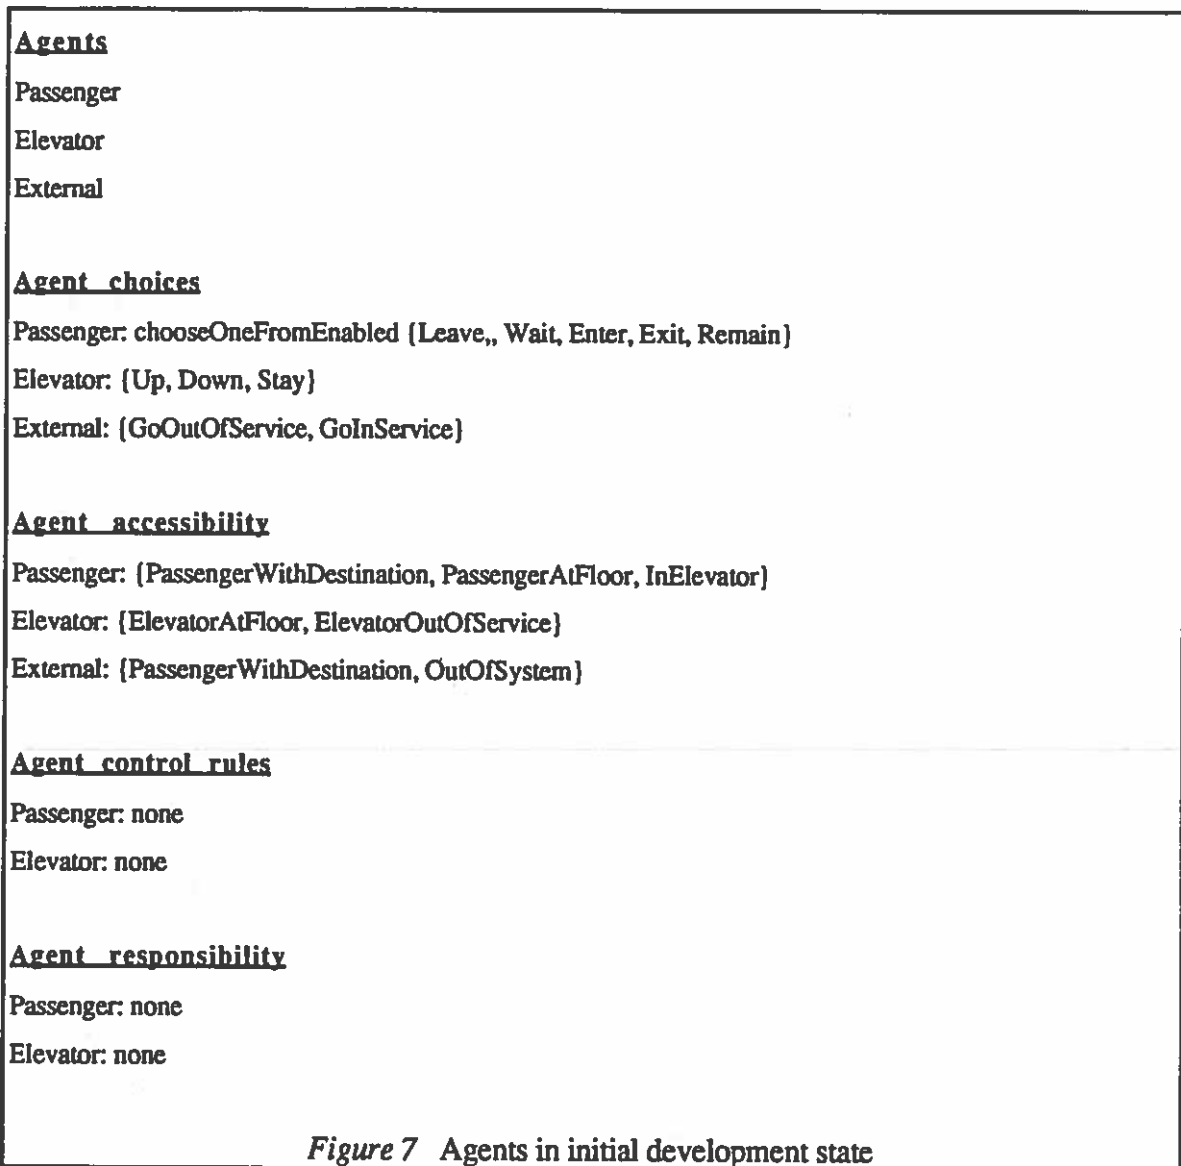 Agents
Passenger
Elevator
External
Agent choices
Passenger: chooseOneFromEnabled {Leave,, Wait, Enter, Exit, Remain}
Elevator: {Up, Down, Stay}
External: {GoOutOfService, GoInService}
Agent accessibility
Passenger: {PassengerWithDestination, PassengerAtFloor, InElevator}
Elevator: {ElevatorAtFloor, ElevatorOutOfService}
External: {PassengerWithDestination, OutOfSystem}
Agent control rules
Passenger: none
Elevator: none
Agent responsibility
Passenger: none
Elevator: none
Figure 7 Agents in initial development state